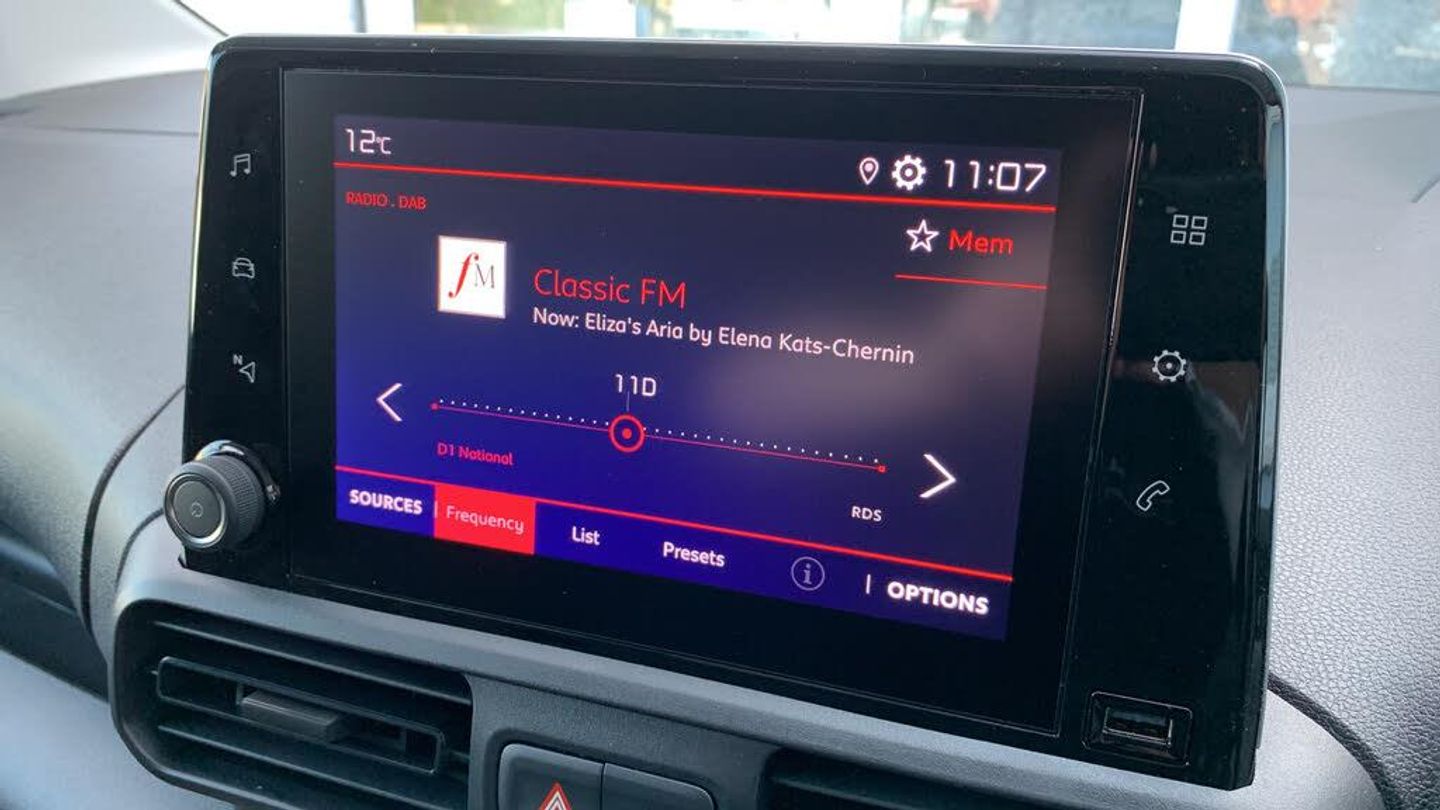 12°C
11:07
RADIO . DAB
Mem
fM
Classic FM
Now: Eliza's Aria by Elena Kats-Chernin
11D
D1 National
RDS
SOURCES
Frequency
List
Presets
i
OPTIONS
N